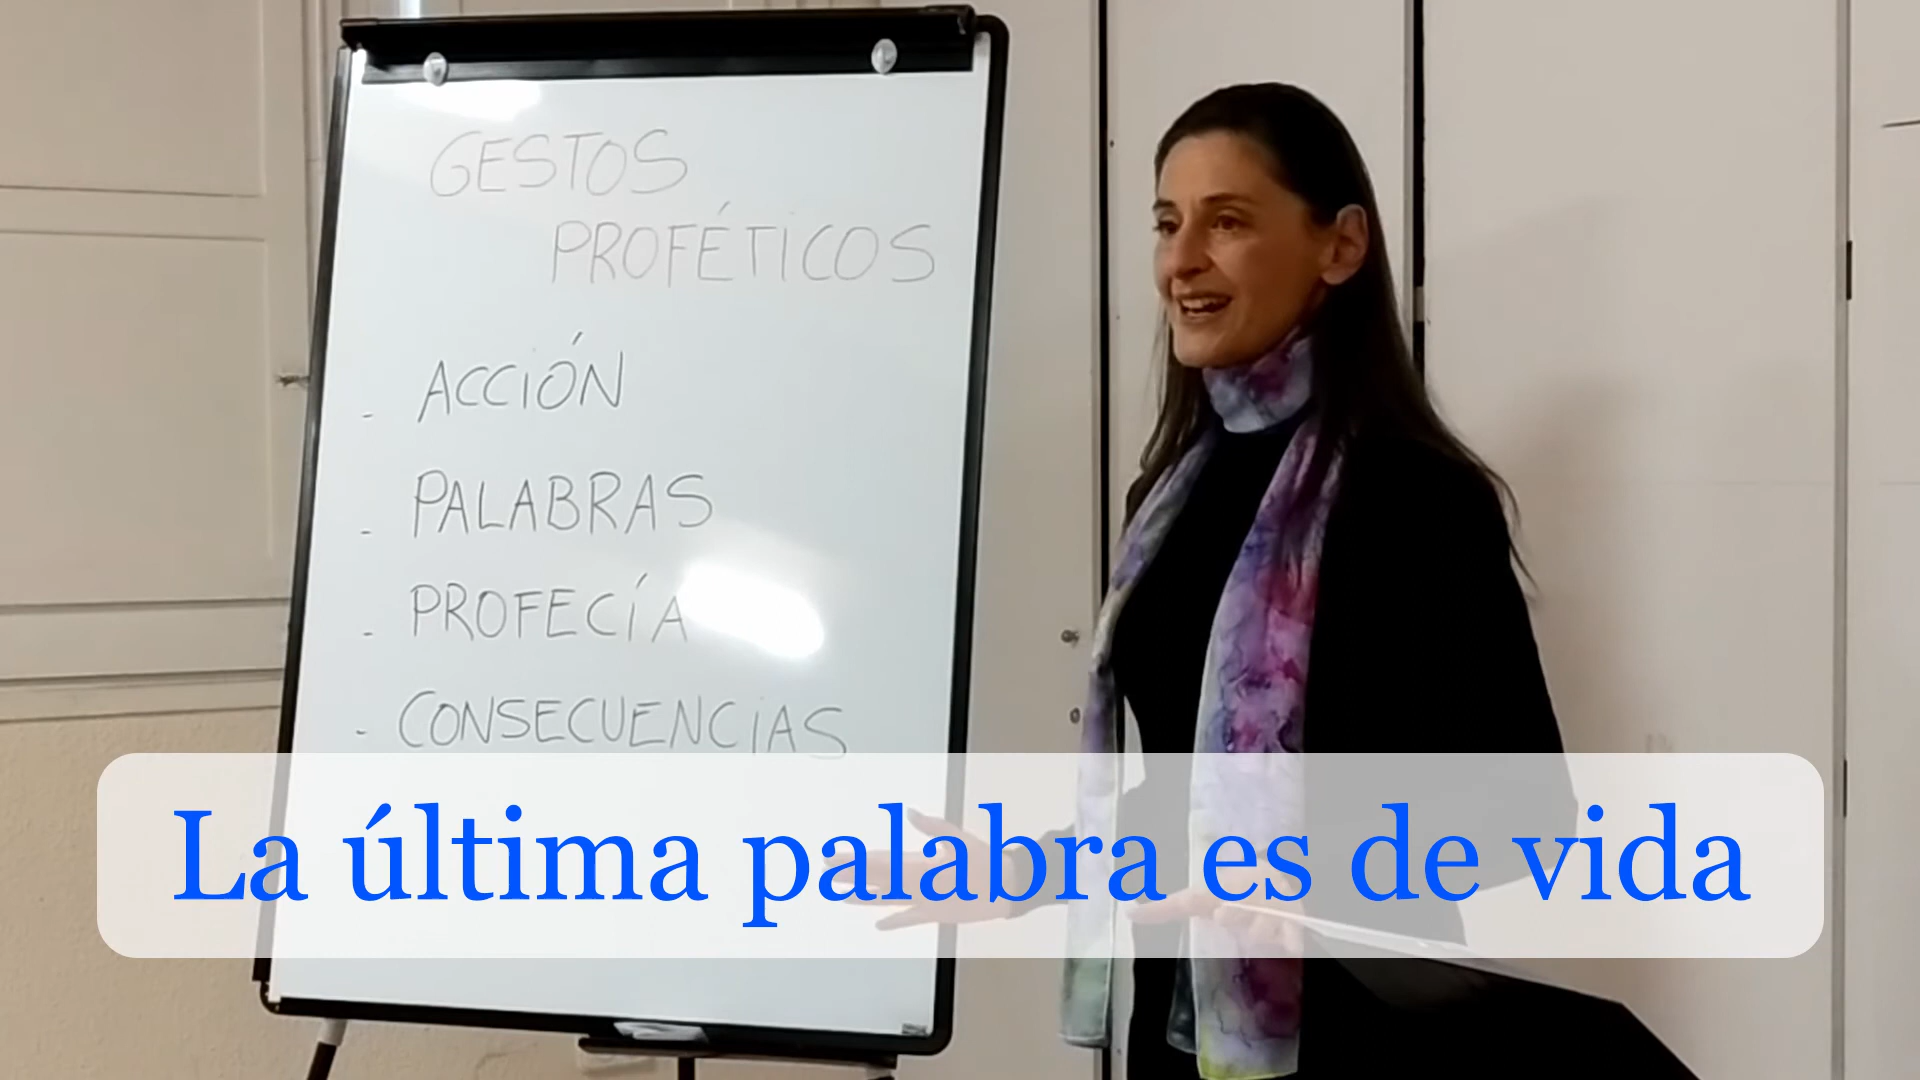 GESTOS
PROFÉTICOS
- ACCIÓN
- PALABRAS
- PROFECÍA
- CONSECUENCIAS
La última palabra es de vida